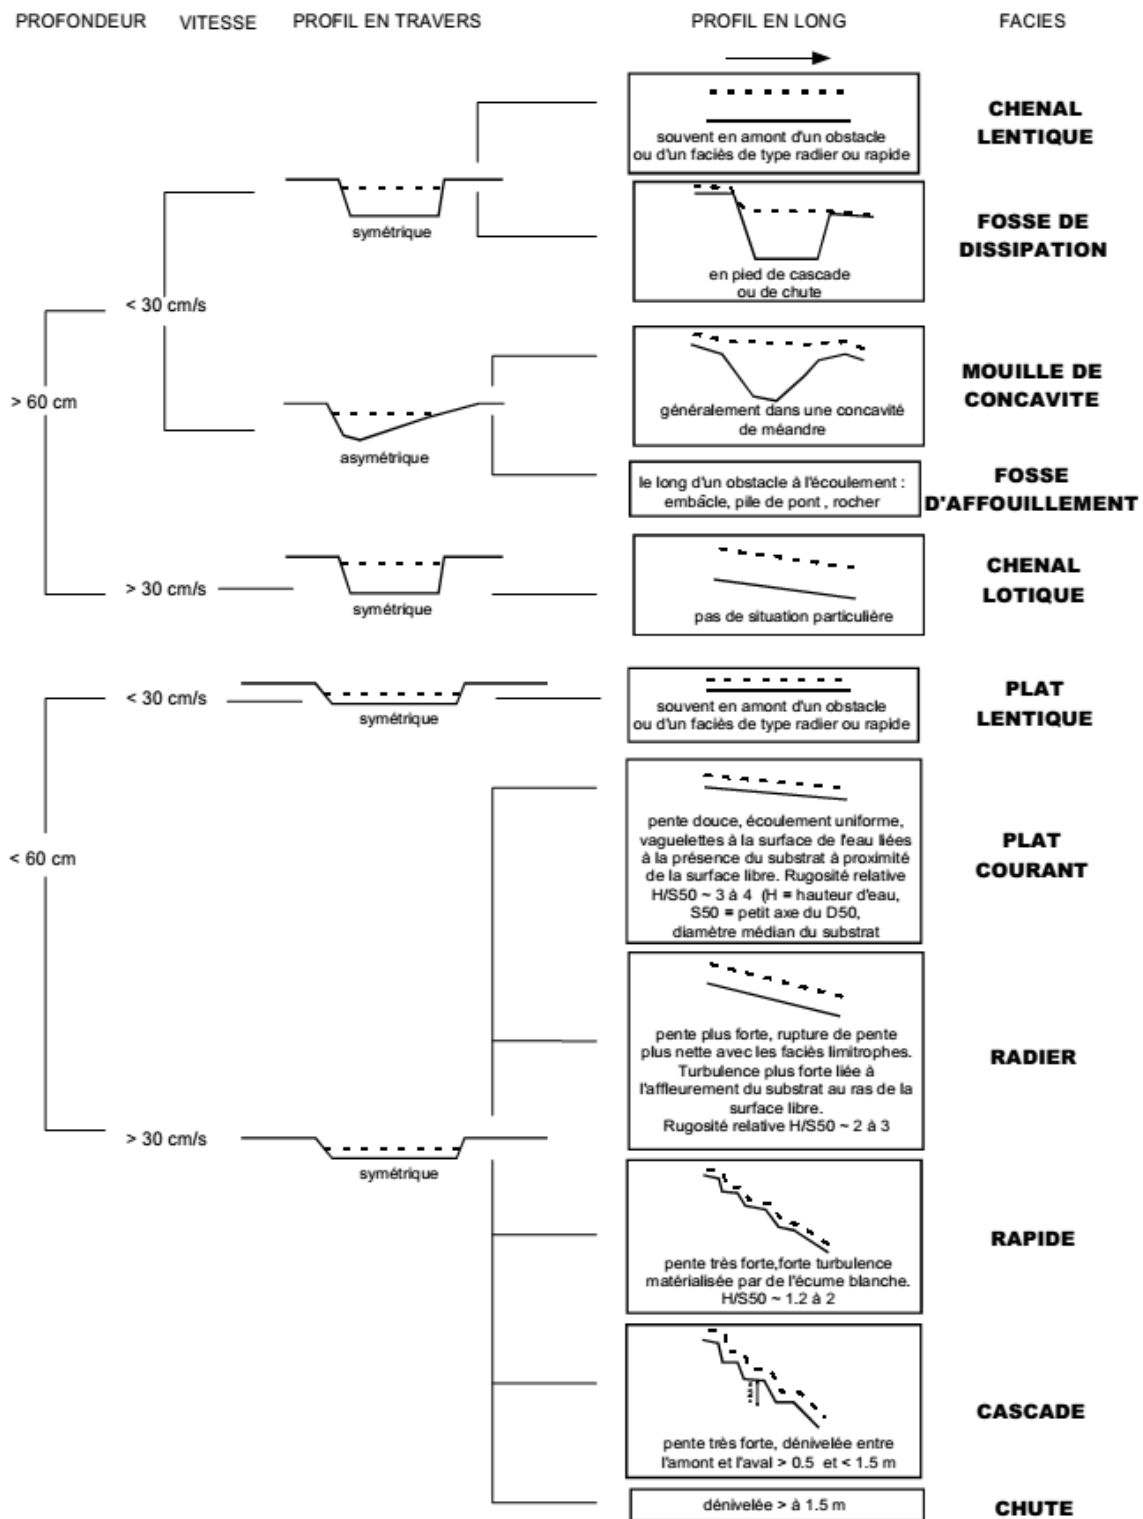 PROFONDEUR VITESSE PROFIL EN TRAVERS PROFIL EN LONG FACIES
> 60 cm
< 30 cm/s
symétrique
souvent en amont d'un obstacle
ou d'un faciès de type radier ou rapide
CHENAL
LENTIQUE
en pied de cascade
ou de chute
FOSSE DE
DISSIPATION
asymétrique
généralement dans une concavité
de méandre
MOUILLE DE
CONCAVITE
le long d'un obstacle à l'écoulement :
embâcle, pile de pont , rocher
FOSSE
D'AFFOUILLEMENT
> 30 cm/s
symétrique
pas de situation particulière
CHENAL
LOTIQUE
< 60 cm
< 30 cm/s
symétrique
souvent en amont d'un obstacle
ou d'un faciès de type radier ou rapide
PLAT
LENTIQUE
> 30 cm/s
symétrique
pente douce, écoulement uniforme,
vaguelettes à la surface de l'eau liées
à la présence du substrat à proximité
de la surface libre. Rugosité relative
H/S50 ~ 3 à 4 (H = hauteur d'eau,
S50 = petit axe du D50,
diamètre médian du substrat
PLAT
COURANT
pente plus forte, rupture de pente
plus nette avec les faciès limitrophes.
Turbulence plus forte liée à
l'affleurement du substrat au ras de la
surface libre.
Rugosité relative H/S50 ~ 2 à 3
RADIER
pente très forte,forte turbulence
matérialisée par de l'écume blanche.
H/S50 ~ 1.2 à 2
RAPIDE
pente très forte, dénivelée entre
l'amont et l'aval > 0.5 et < 1.5 m
CASCADE
dénivelée > à 1.5 m
CHUTE